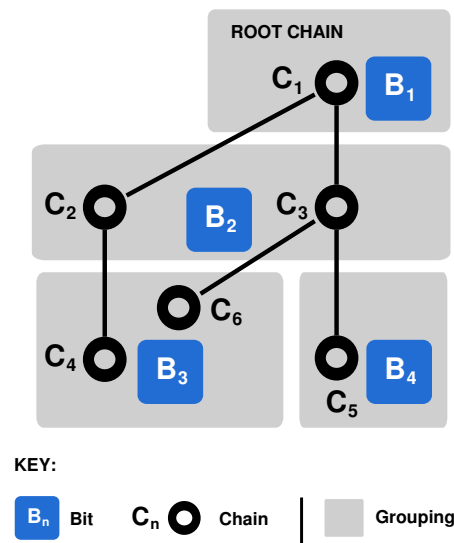 ROOT CHAIN
C₁ B₁
C₂ B₂ C₃
C₆
C₄ B₃ B₄
C₅
KEY:
Bₙ Bit Cₙ Chain Grouping